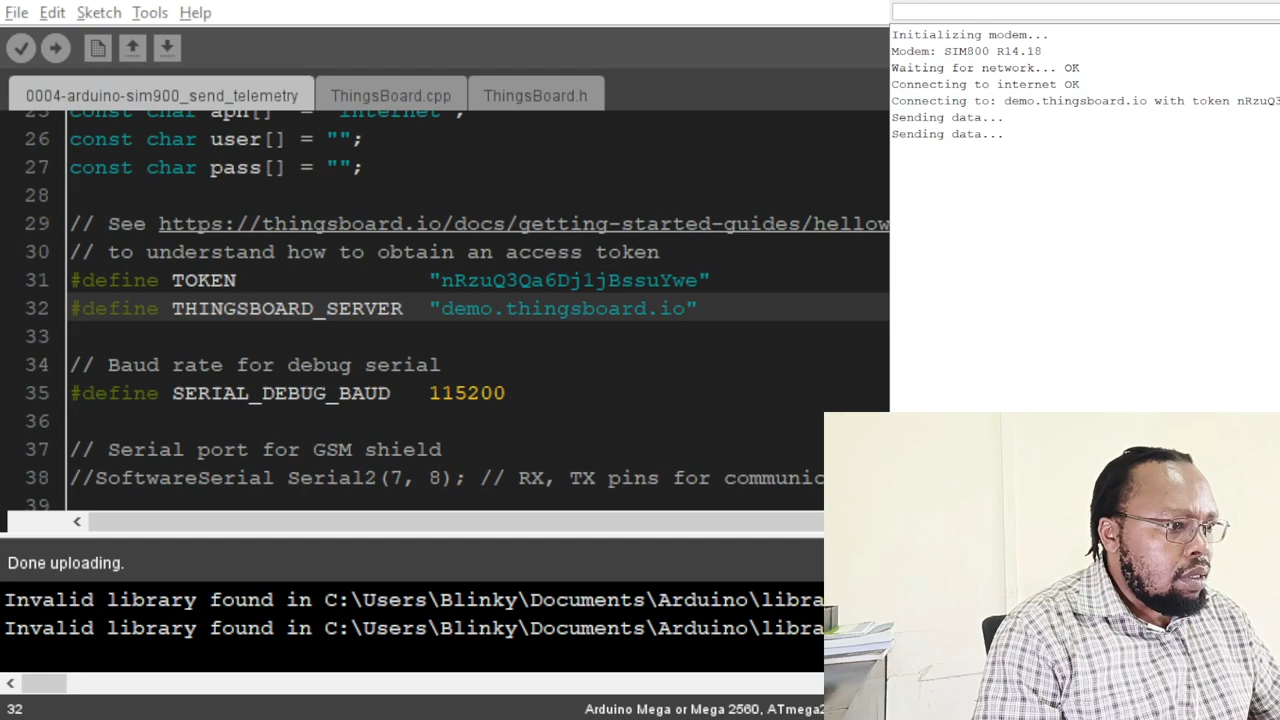 File Edit Sketch Tools Help
0004-arduino-sim900_send_telemetry ThingsBoard.cpp ThingsBoard.h
25 const char apn[] = "internet";
26 const char user[] = "";
27 const char pass[] = "";
28
29 // See https://thingsboard.io/docs/getting-started-guides/hellow
30 // to understand how to obtain an access token
31 #define TOKEN "nRzuQ3Qa6Dj1jBssuYwe"
32 #define THINGSBOARD_SERVER "demo.thingsboard.io"
33
34 // Baud rate for debug serial
35 #define SERIAL_DEBUG_BAUD 115200
36
37 // Serial port for GSM shield
38 //SoftwareSerial Serial2(7, 8); // RX, TX pins for communic
39
Done uploading.
Invalid library found in C:\Users\Blinky\Documents\Arduino\libra
Invalid library found in C:\Users\Blinky\Documents\Arduino\libra
32 Arduino Mega or Mega 2560, ATmega2
Initializing modem...
Modem: SIM800 R14.18
Waiting for network... OK
Connecting to internet OK
Connecting to: demo.thingsboard.io with token nRzuQ3
Sending data...
Sending data...